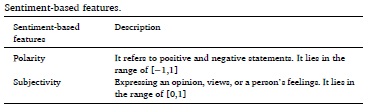 Sentiment-based features.
Sentiment-based Description
features
Polarity It refers to positive and negative statements. It lies in the
range of [−1,1]
Subjectivity Expressing an opinion, views, or a person's feelings. It lies in
the range of [0,1]